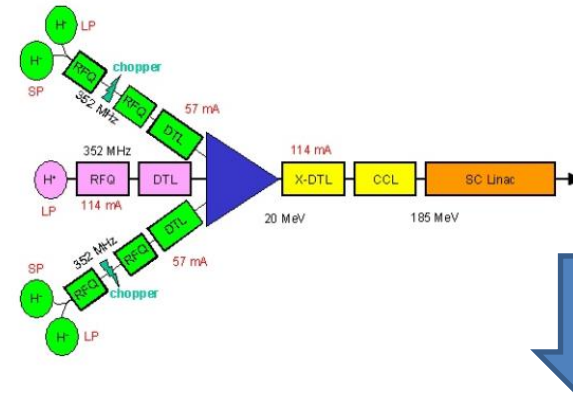 H- LP
H-
SP
RFQ
chopper
352 MHz
RFQ
57 mA
DTL
352 MHz
114 mA
H+
RFQ
DTL
X-DTL
CCL
SC Linac
LP
114 mA
20 MeV
185 MeV
352 MHz
RFQ
DTL
57 mA
SP
RFQ
chopper
H-
H- LP